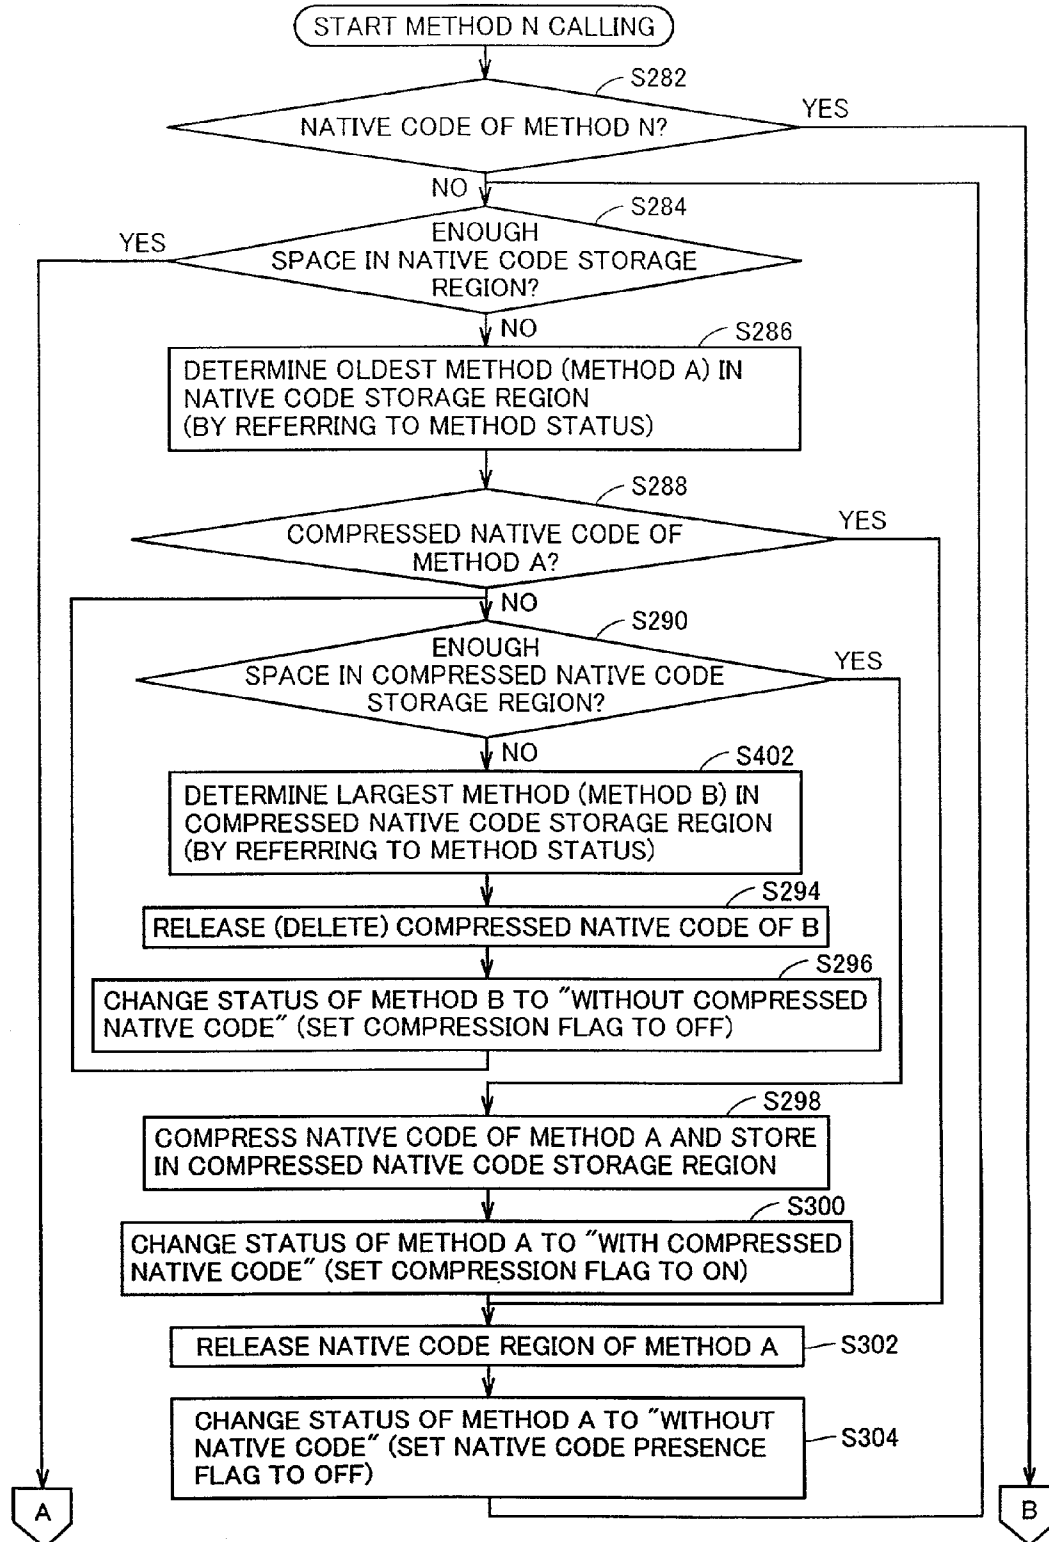 START METHOD N CALLING
S282
NATIVE CODE OF METHOD N?
YES
NO
S284
YES
ENOUGH
SPACE IN NATIVE CODE STORAGE
REGION?
NO
S286
DETERMINE OLDEST METHOD (METHOD A) IN
NATIVE CODE STORAGE REGION
(BY REFERRING TO METHOD STATUS)
S288
COMPRESSED NATIVE CODE OF
METHOD A?
YES
NO
S290
ENOUGH
SPACE IN COMPRESSED NATIVE CODE
STORAGE REGION?
YES
NO
S402
DETERMINE LARGEST METHOD (METHOD B) IN
COMPRESSED NATIVE CODE STORAGE REGION
(BY REFERRING TO METHOD STATUS)
S294
RELEASE (DELETE) COMPRESSED NATIVE CODE OF B
S296
CHANGE STATUS OF METHOD B TO "WITHOUT COMPRESSED
NATIVE CODE" (SET COMPRESSION FLAG TO OFF)
S298
COMPRESS NATIVE CODE OF METHOD A AND STORE
IN COMPRESSED NATIVE CODE STORAGE REGION
S300
CHANGE STATUS OF METHOD A TO "WITH COMPRESSED
NATIVE CODE" (SET COMPRESSION FLAG TO ON)
RELEASE NATIVE CODE REGION OF METHOD A
S302
CHANGE STATUS OF METHOD A TO "WITHOUT
NATIVE CODE" (SET NATIVE CODE PRESENCE
FLAG TO OFF)
S304
A
B